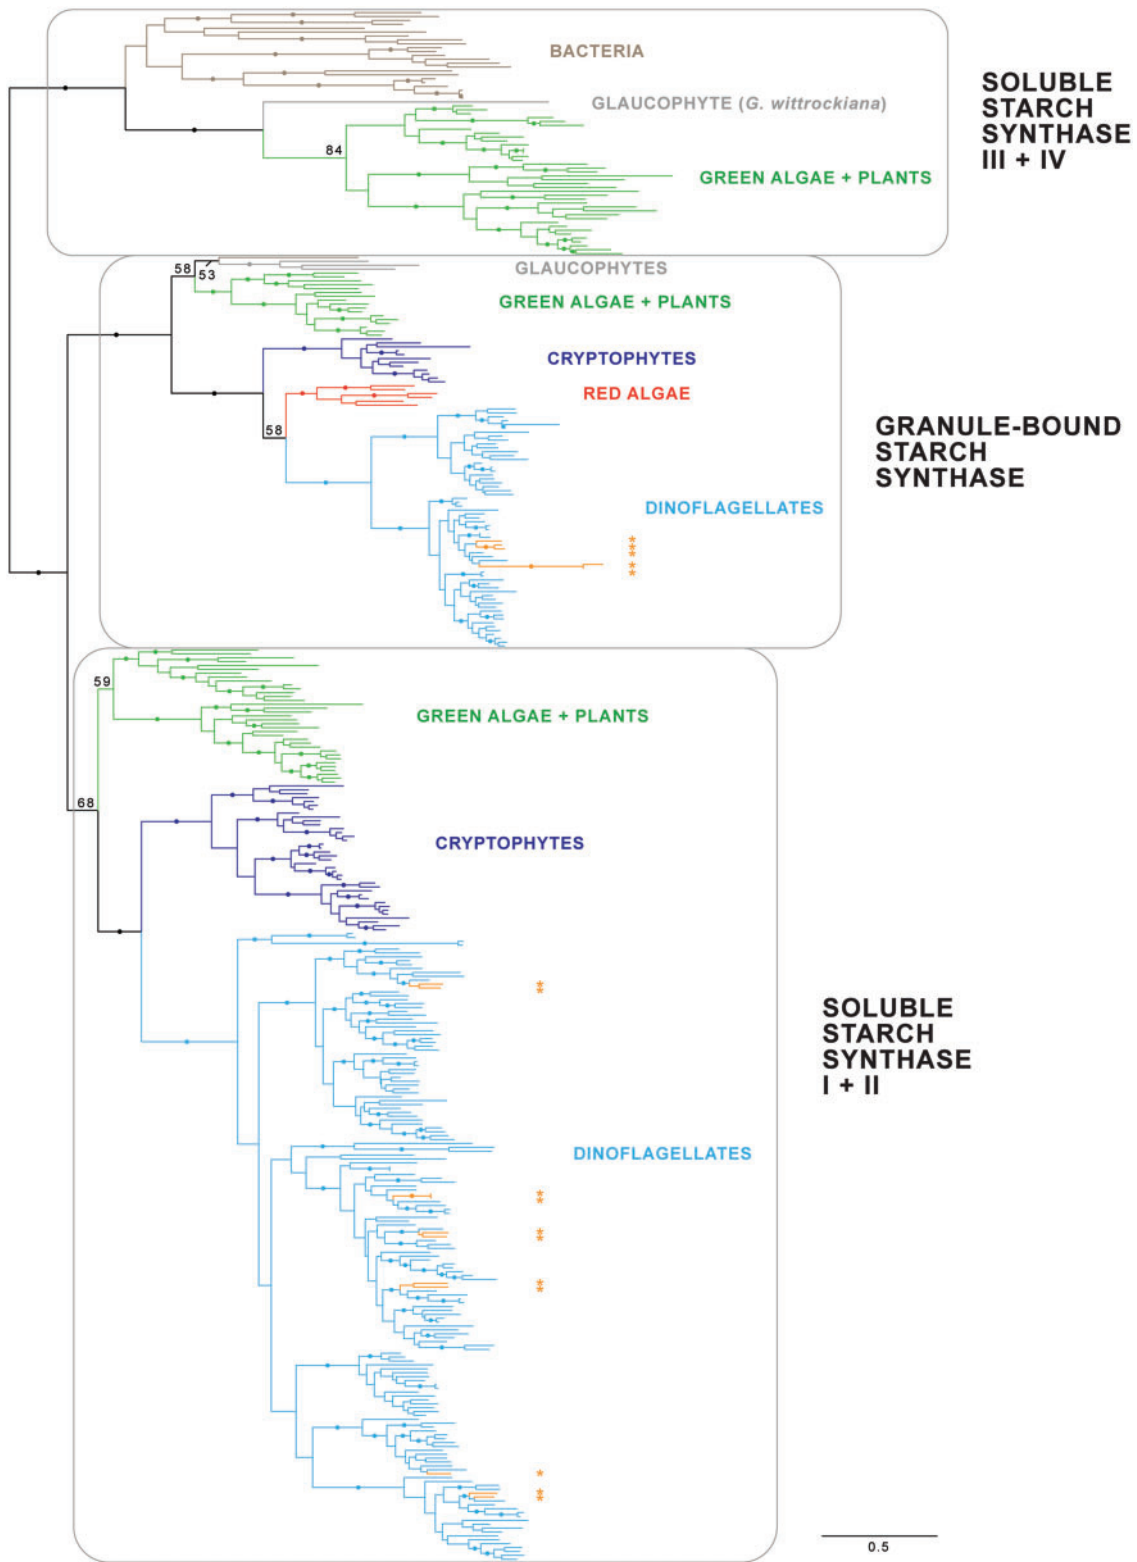 BACTERIA
GLAUCOPHYTE (G. wittrockiana)
84
GREEN ALGAE + PLANTS
SOLUBLE
STARCH
SYNTHASE
III + IV
58
53
GLAUCOPHYTES
GREEN ALGAE + PLANTS
CRYPTOPHYTES
RED ALGAE
58
DINOFLAGELLATES
*
*
*
*
*
GRANULE-BOUND
STARCH
SYNTHASE
59
GREEN ALGAE + PLANTS
68
CRYPTOPHYTES
*
*
DINOFLAGELLATES
*
*
*
*
*
*
*
*
*
SOLUBLE
STARCH
SYNTHASE
I + II
0.5